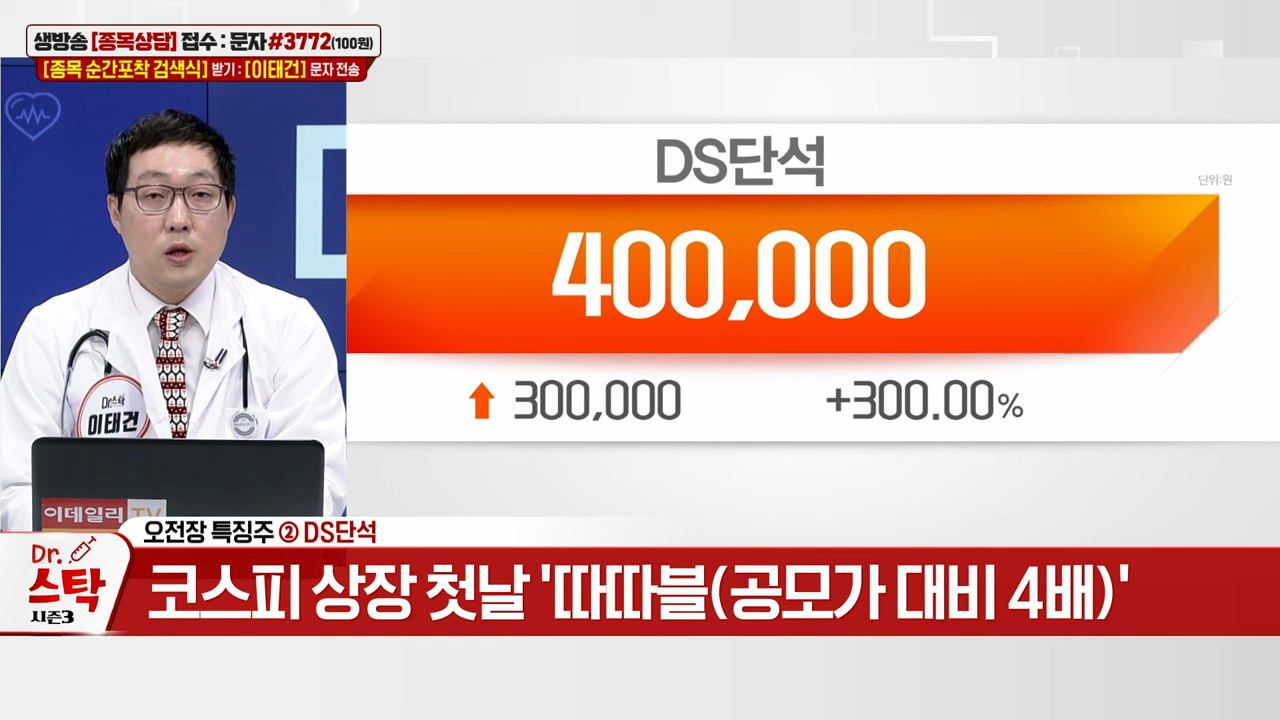 생방송 [종목상담] 접수 : 문자#3772(100원)
[종목 순간포착 검색식] 받기 : [이태건] 문자 전송
DS단석
단위:원
400,000
300,000
+300.00%
Dr.스탁
이태건
이데일리 TV
오전장 특징주 ② DS단석
Dr.
스탁
시즌3
코스피 상장 첫날 '따따블(공모가 대비 4배)'